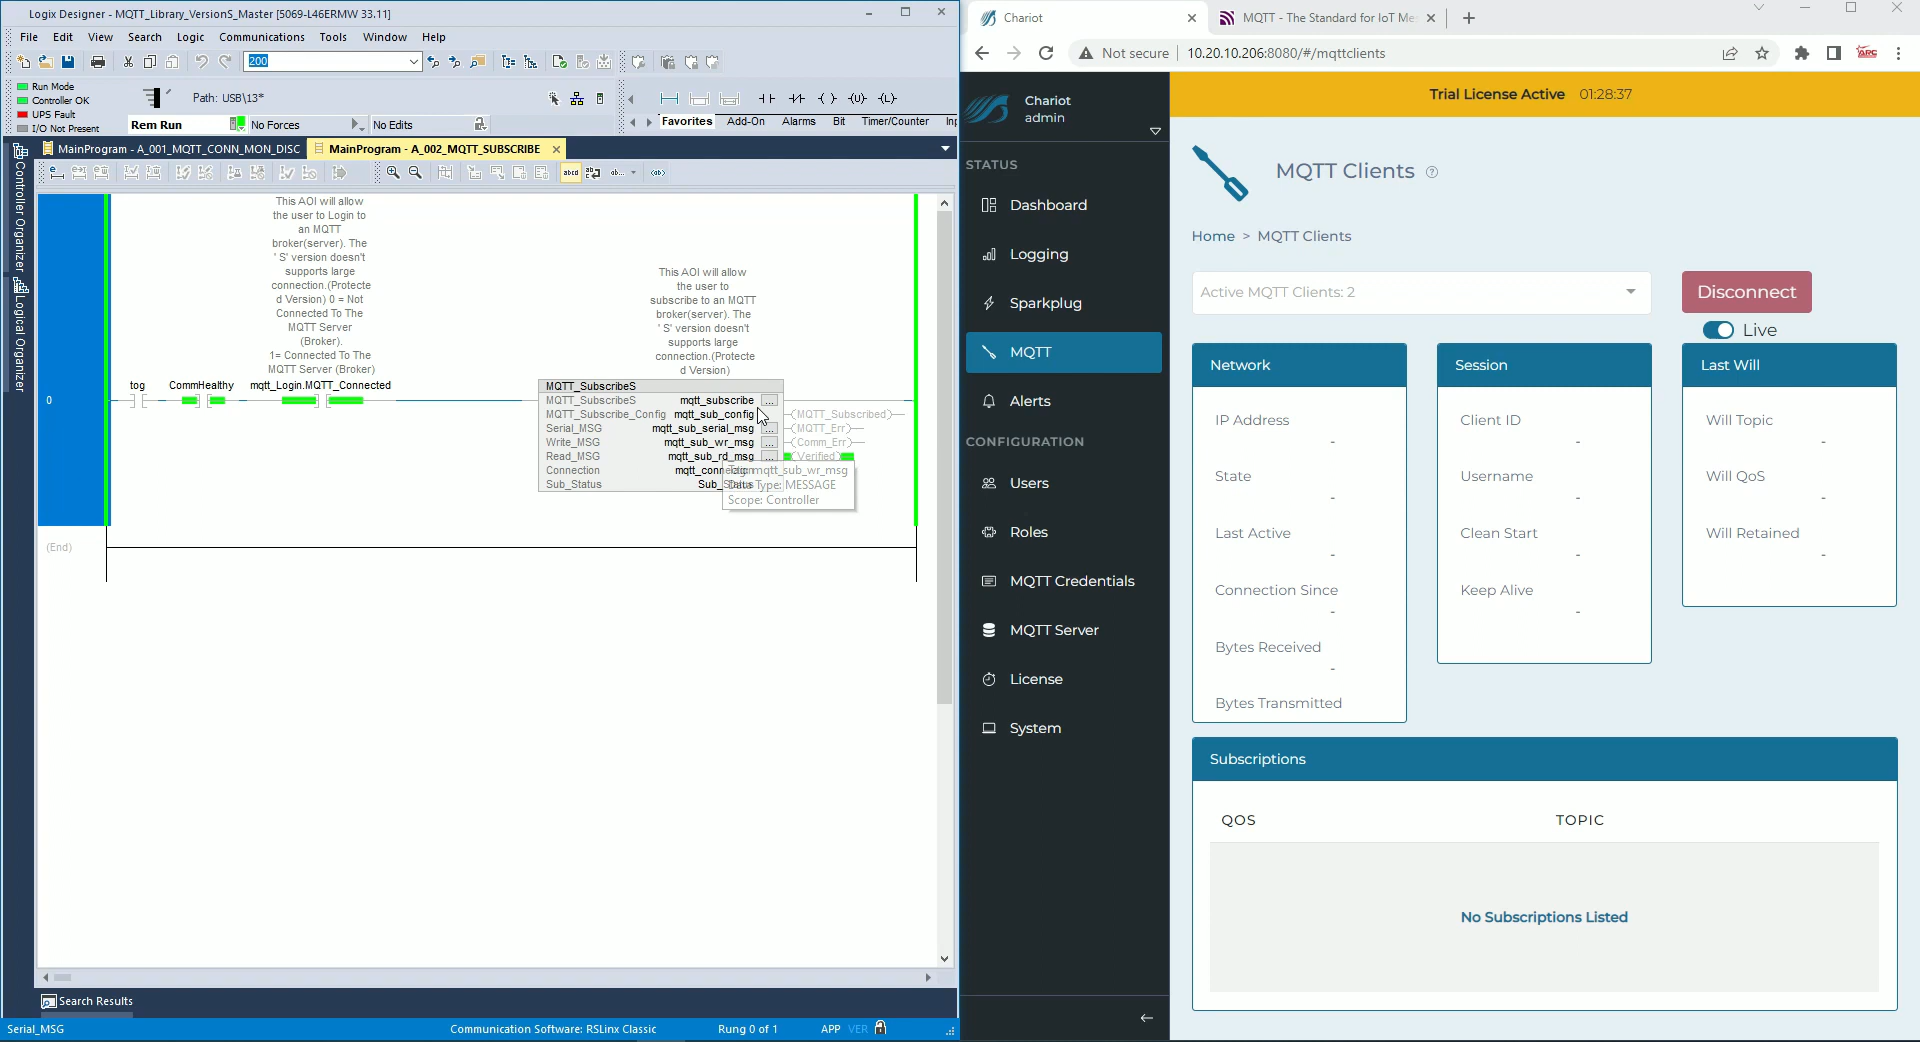 Logix Designer - MQTT_Library_VersionS_Master [5069-L46ERMW 33.11]
File Edit View Search Logic Communications Tools Window Help
200
Run Mode
Controller OK
UPS Fault
I/O Not Present
Path: USB\13*
Rem Run
No Forces
No Edits
Favorites Add-On Alarms Bit Timer/Counter
MainProgram - A_001_MQTT_CONN_MON_DISC
MainProgram - A_002_MQTT_SUBSCRIBE
Controller Organizer
Logical Organizer
This AOI will allow
the user to Login to
an MQTT
broker(server). The
' S' version doesn't
supports large
connection.(Protecte
d Version) 0 = Not
Connected To The
MQTT Server
(Broker).
1= Connected To The
MQTT Server (Broker)
tog CommHealthy mqtt_Login.MQTT_Connected
0
This AOI will allow
the user to
subscribe to an MQTT
broker(server). The
' S' version doesn't
supports large
connection.(Protecte
d Version)
MQTT_SubscribeS
MQTT_SubscribeS mqtt_subscribe ...
MQTT_Subscribe_Config mqtt_sub_config (MQTT_Subscribed)
Serial_MSG mqtt_sub_serial_msg ... (MQTT_Err)
Write_MSG mqtt_sub_wr_msg ... (Comm_Err)
Read_MSG mqtt_sub_rd_msg ... (Verified)
Connection
Sub_Status
mqtt_sub_wr_msg
Data Type: MESSAGE
Scope: Controller
(End)
Search Results
Serial_MSG
Communication Software: RSLinx Classic
Rung 0 of 1
APP VER
Chariot
MQTT - The Standard for IoT Me
Not secure 10.20.10.206:8080/#/mqttclients
ARC
Chariot
admin
STATUS
Dashboard
Logging
Sparkplug
MQTT
Alerts
CONFIGURATION
Users
Roles
MQTT Credentials
MQTT Server
License
System
Trial License Active 01:28:37
MQTT Clients
Home > MQTT Clients
Active MQTT Clients: 2
Disconnect
Live
Network
IP Address
-
State
-
Last Active
-
Connection Since
-
Bytes Received
-
Bytes Transmitted
Session
Client ID
-
Username
-
Clean Start
-
Keep Alive
-
Last Will
Will Topic
-
Will QoS
-
Will Retained
-
Subscriptions
QOS TOPIC
No Subscriptions Listed